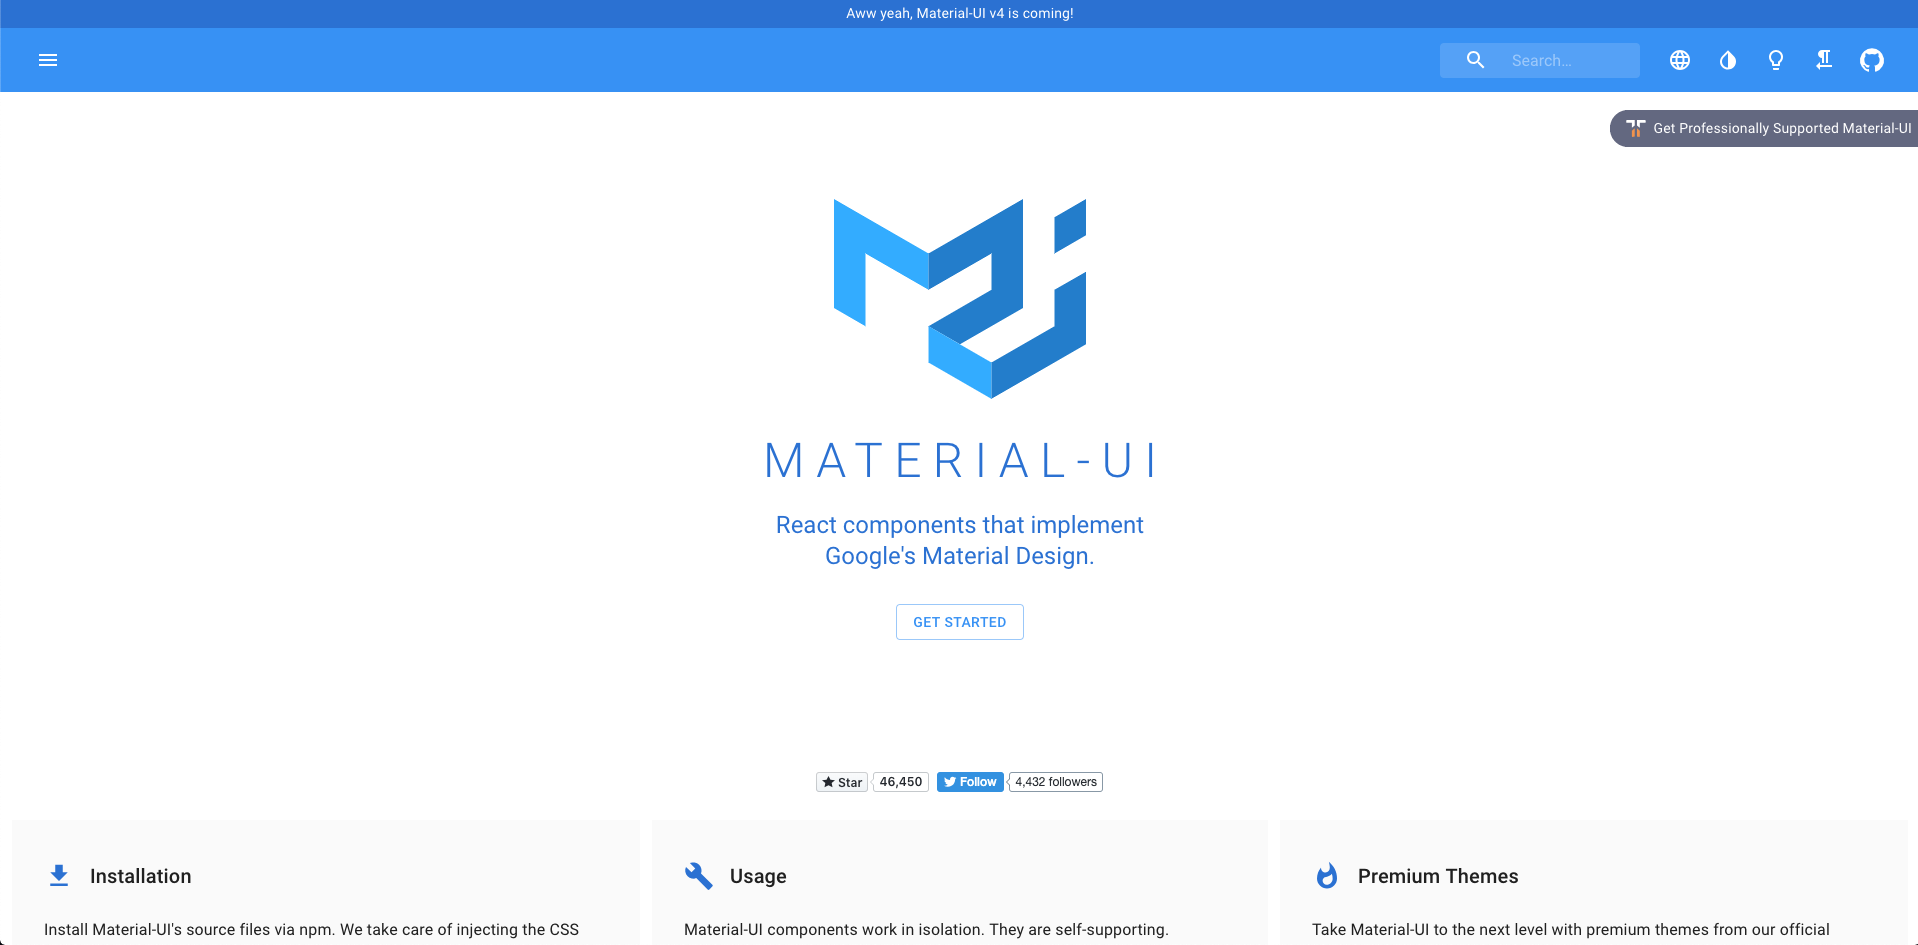 Aww yeah, Material-UI v4 is coming!
Search…
Get Professionally Supported Material-UI
MATERIAL-UI
React components that implement
Google's Material Design.
GET STARTED
Star 46,450 Follow 4,432 followers
Installation
Install Material-UI's source files via npm. We take care of injecting the CSS
Usage
Material-UI components work in isolation. They are self-supporting.
Premium Themes
Take Material-UI to the next level with premium themes from our official